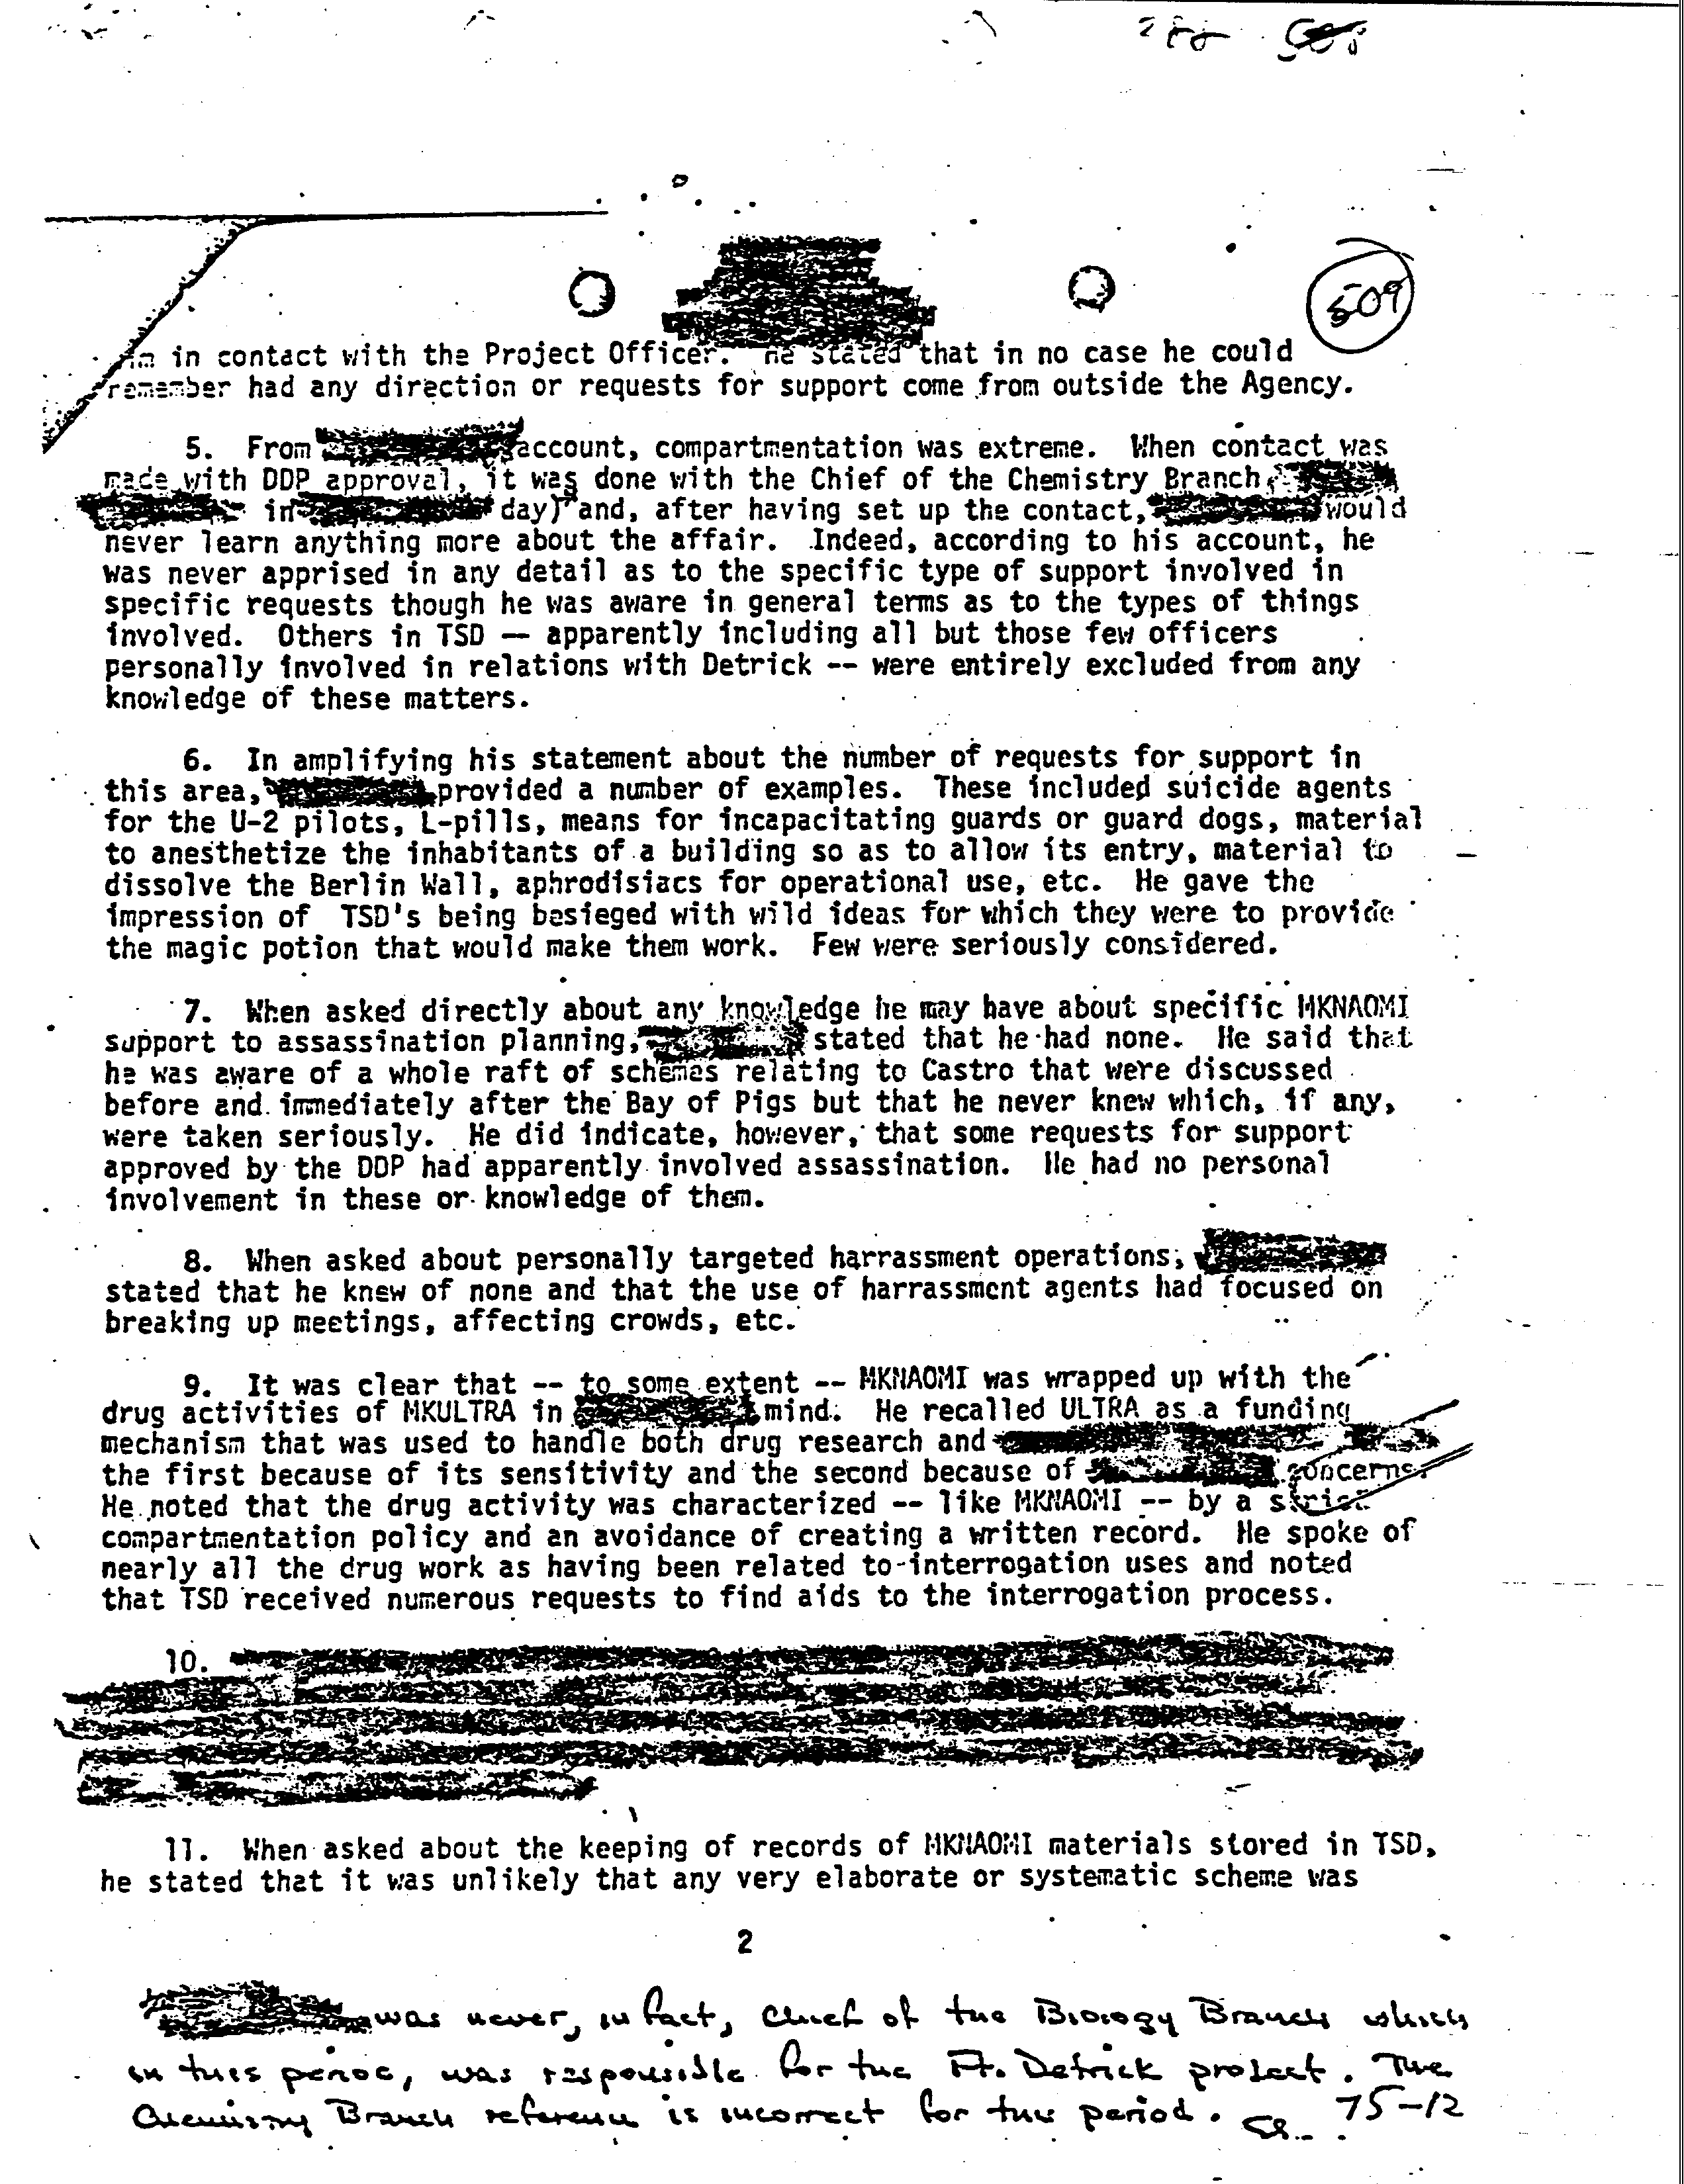 509
in contact with the Project Officer. He stated that in no case he could
remember had any direction or requests for support come from outside the Agency.
5. From account, compartmentation was extreme. When contact was
made with DDP approval, it was done with the Chief of the Chemistry Branch
in day) and, after having set up the contact, would
never learn anything more about the affair. Indeed, according to his account, he
was never apprised in any detail as to the specific type of support involved in
specific requests though he was aware in general terms as to the types of things
involved. Others in TSD -- apparently including all but those few officers
personally involved in relations with Detrick -- were entirely excluded from any
knowledge of these matters.
6. In amplifying his statement about the number of requests for support in
this area, provided a number of examples. These included suicide agents
for the U-2 pilots, L-pills, means for incapacitating guards or guard dogs, material
to anesthetize the inhabitants of a building so as to allow its entry, material to
dissolve the Berlin Wall, aphrodisiacs for operational use, etc. He gave the
impression of TSD's being besieged with wild ideas for which they were to provide
the magic potion that would make them work. Few were seriously considered.
7. When asked directly about any knowledge he may have about specific MKNAOMI
support to assassination planning, stated that he had none. He said that
he was aware of a whole raft of schemes relating to Castro that were discussed
before and immediately after the Bay of Pigs but that he never knew which, if any,
were taken seriously. He did indicate, however, that some requests for support
approved by the DDP had apparently involved assassination. He had no personal
involvement in these or knowledge of them.
8. When asked about personally targeted harrassment operations,
stated that he knew of none and that the use of harrassment agents had focused on
breaking up meetings, affecting crowds, etc.
9. It was clear that -- to some extent -- MKNAOMI was wrapped up with the
drug activities of MKULTRA in mind. He recalled ULTRA as a funding
mechanism that was used to handle both drug research and
the first because of its sensitivity and the second because of concerns.
He noted that the drug activity was characterized -- like MKNAOMI -- by a strict
compartmentation policy and an avoidance of creating a written record. He spoke of
nearly all the drug work as having been related to interrogation uses and noted
that TSD received numerous requests to find aids to the interrogation process.
10.
11. When asked about the keeping of records of MKNAOMI materials stored in TSD,
he stated that it was unlikely that any very elaborate or systematic scheme was
2
was never, in fact, Chief of the Biology Branch which
in this period, was responsible for the Ft. Detrick project. The
Chemistry Branch reference is incorrect for this period. 75-12